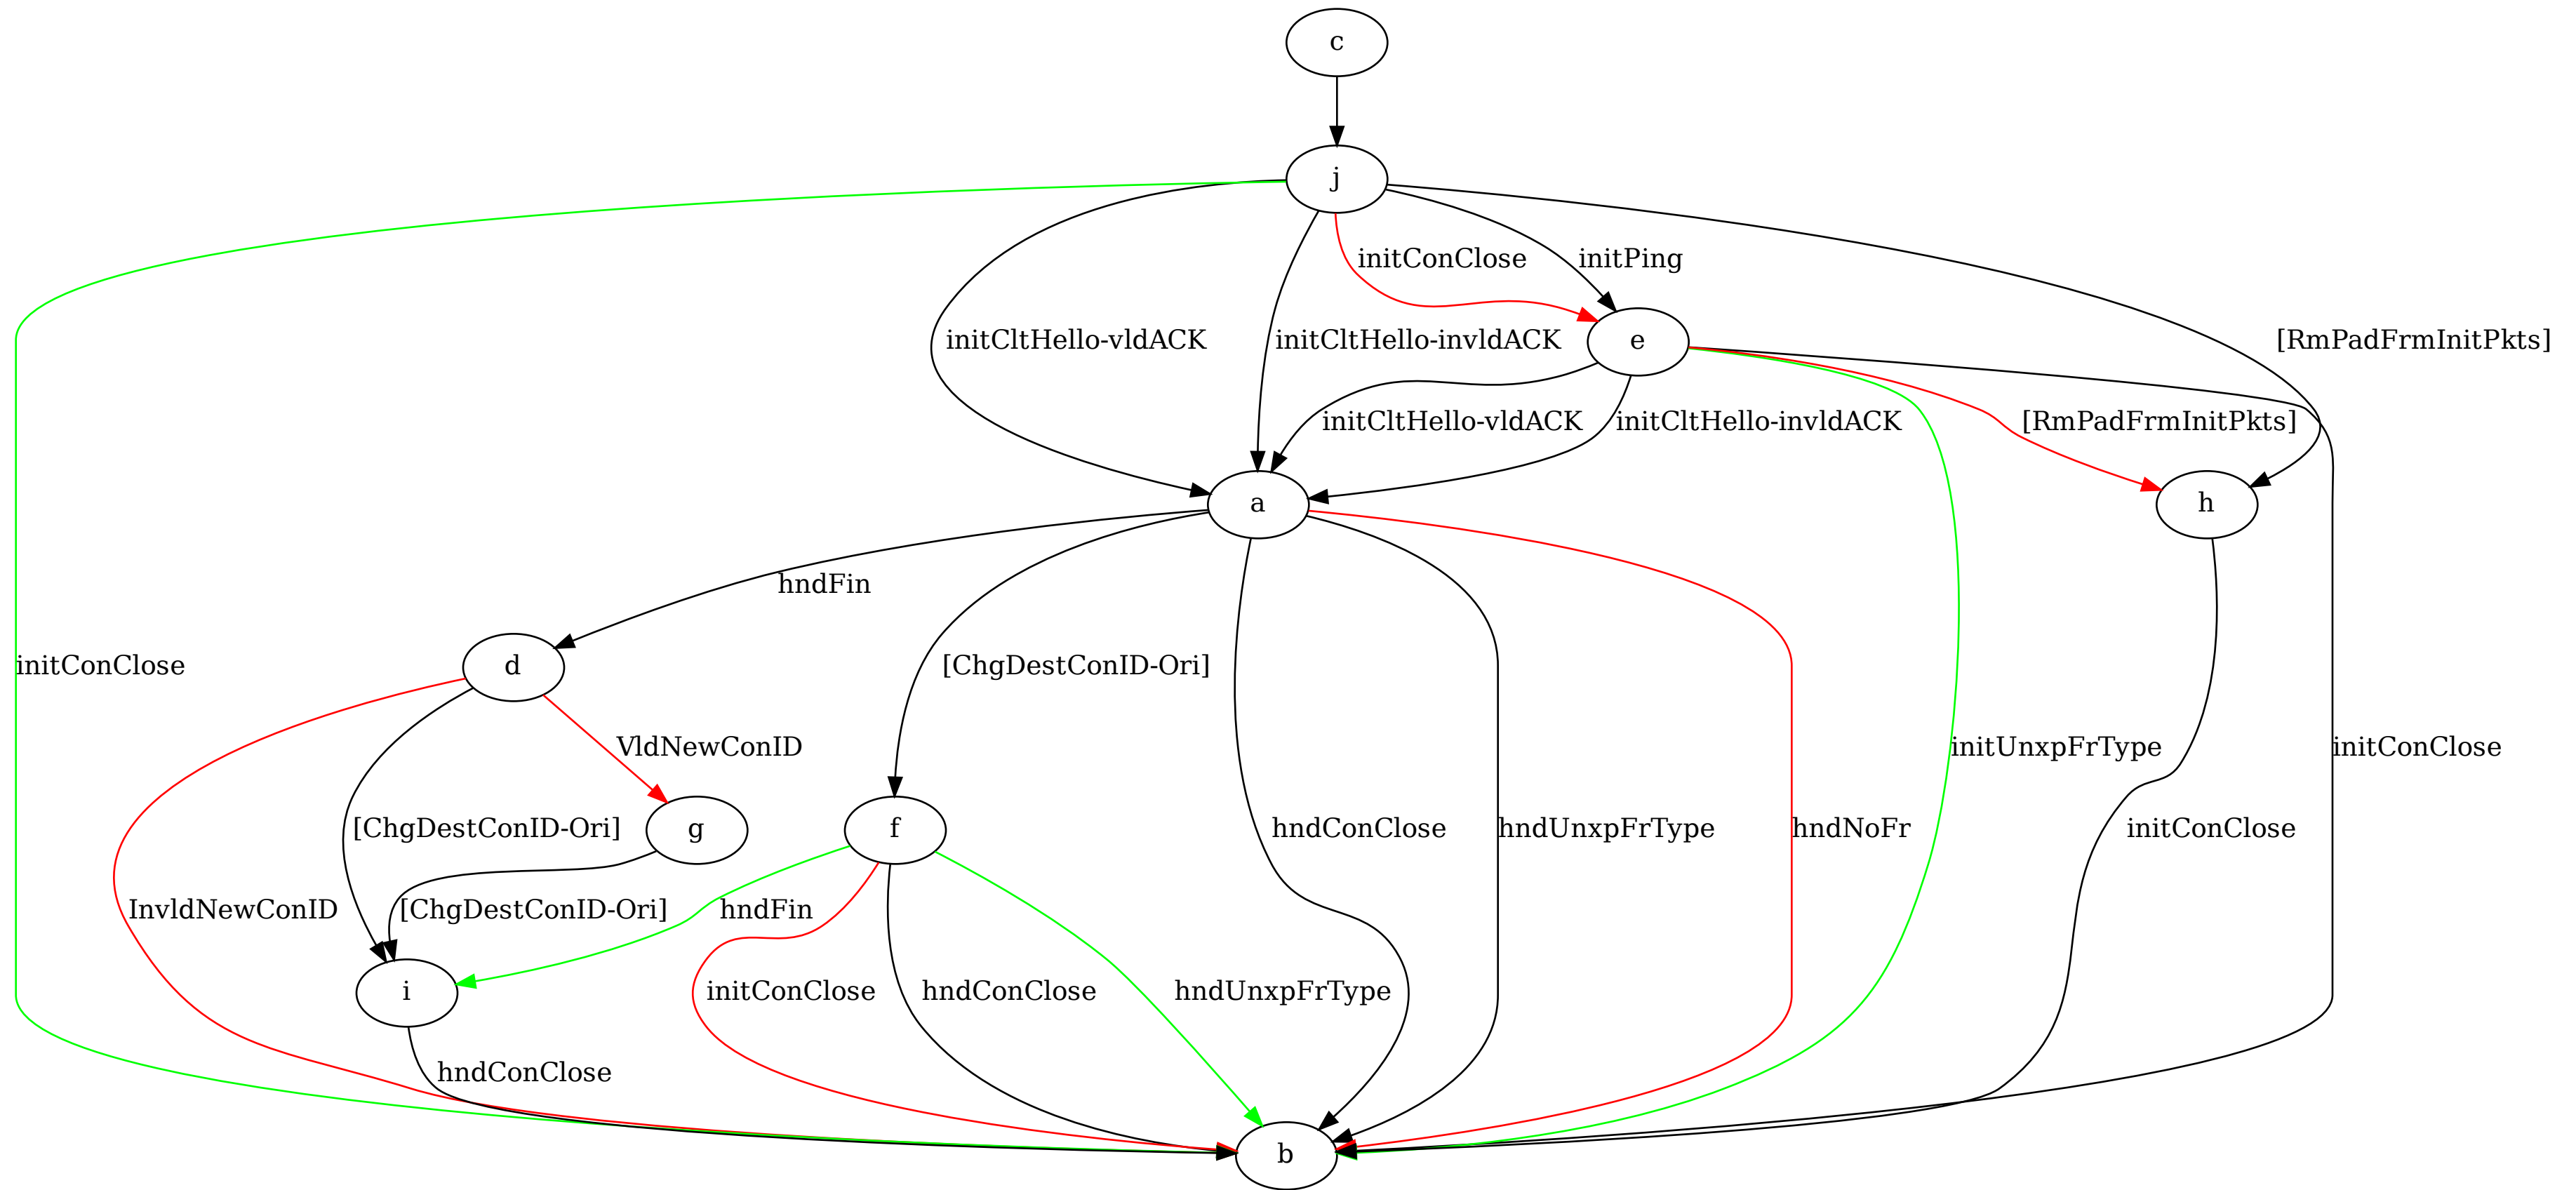 c
j
initConClose
initPing
initCltHello-vldACK
initCltHello-invldACK
e
[RmPadFrmInitPkts]
initCltHello-vldACK
initCltHello-invldACK
[RmPadFrmInitPkts]
a
h
hndFin
initConClose
d
[ChgDestConID-Ori]
VldNewConID
initUnxpFrType
initConClose
[ChgDestConID-Ori]
g
f
hndConClose
hndUnxpFrType
hndNoFr
initConClose
InvldNewConID
[ChgDestConID-Ori]
hndFin
i
initConClose
hndConClose
hndUnxpFrType
hndConClose
b